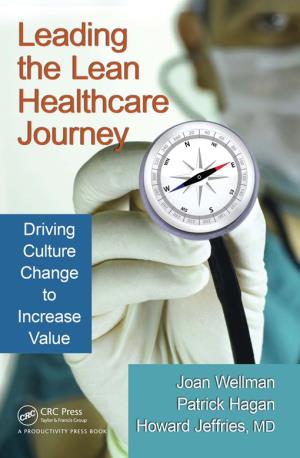 Leading
the Lean
Healthcare
Journey
N
E
S
W
Driving
Culture
Change
to
Increase
Value
Joan Wellman
Patrick Hagan
Howard Jeffries, MD
CRC
CRC Press
Taylor & Francis Group
A PRODUCTIVITY PRESS BOOK